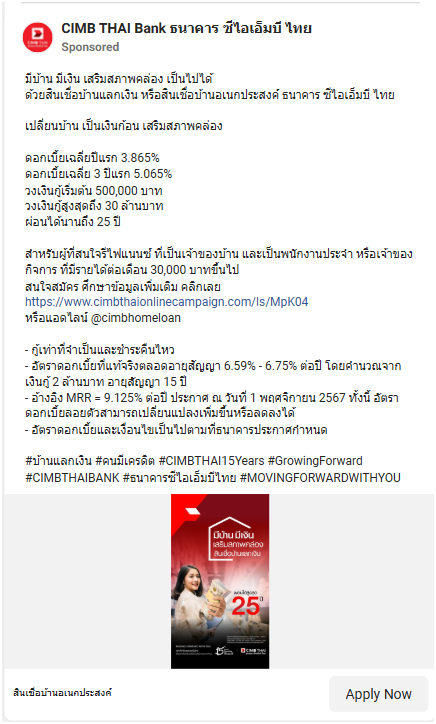 CIMB THAI Bank ธนาคาร ซีไอเอ็มบี ไทย
Sponsored
มีบ้าน มีเงิน เสริมสภาพคล่อง เป็นไปได้
ด้วยสินเชื่อบ้านแลกเงิน หรือสินเชื่อบ้านอเนกประสงค์ ธนาคาร ซีไอเอ็มบี ไทย
เปลี่ยนบ้าน เป็นเงินก้อน เสริมสภาพคล่อง
ดอกเบี้ยเฉลี่ยปีแรก 3.865%
ดอกเบี้ยเฉลี่ย 3 ปีแรก 5.065%
วงเงินกู้เริ่มต้น 500,000 บาท
วงเงินกู้สูงสุดถึง 30 ล้านบาท
ผ่อนได้นานถึง 25 ปี
สำหรับผู้ที่สนใจรีไฟแนนซ์ ที่เป็นเจ้าของบ้าน และเป็นพนักงานประจำ หรือเจ้าของ
กิจการ ที่มีรายได้ต่อเดือน 30,000 บาทขึ้นไป
สนใจสมัคร ศึกษาข้อมูลเพิ่มเติม คลิกเลย
https://www.cimbthaionlinecampaign.com/ls/MpK04
หรือแอดไลน์ @cimbhomeloan
- กู้เท่าที่จำเป็นและชำระคืนไหว
- อัตราดอกเบี้ยที่แท้จริงตลอดอายุสัญญา 6.59% - 6.75% ต่อปี โดยคำนวณจาก
เงินกู้ 2 ล้านบาท อายุสัญญา 15 ปี
- อ้างอิง MRR = 9.125% ต่อปี ประกาศ ณ วันที่ 1 พฤศจิกายน 2567 ทั้งนี้ อัตรา
ดอกเบี้ยลอยตัวสามารถเปลี่ยนแปลงเพิ่มขึ้นหรือลดลงได้
- อัตราดอกเบี้ยและเงื่อนไขเป็นไปตามที่ธนาคารประกาศกำหนด
#บ้านแลกเงิน #คนมีเครดิต #CIMBTHAI15Years #GrowingForward
#CIMBTHAIBANK #ธนาคารซีไอเอ็มบีไทย #MOVINGFORWARDWITHYOU
มีบ้าน มีเงิน
เสริมสภาพคล่อง
สินเชื่อบ้านแลกเงิน
ผ่อนได้สูงสุด
25 ปี
CIMB THAI
สินเชื่อบ้านอเนกประสงค์
Apply Now